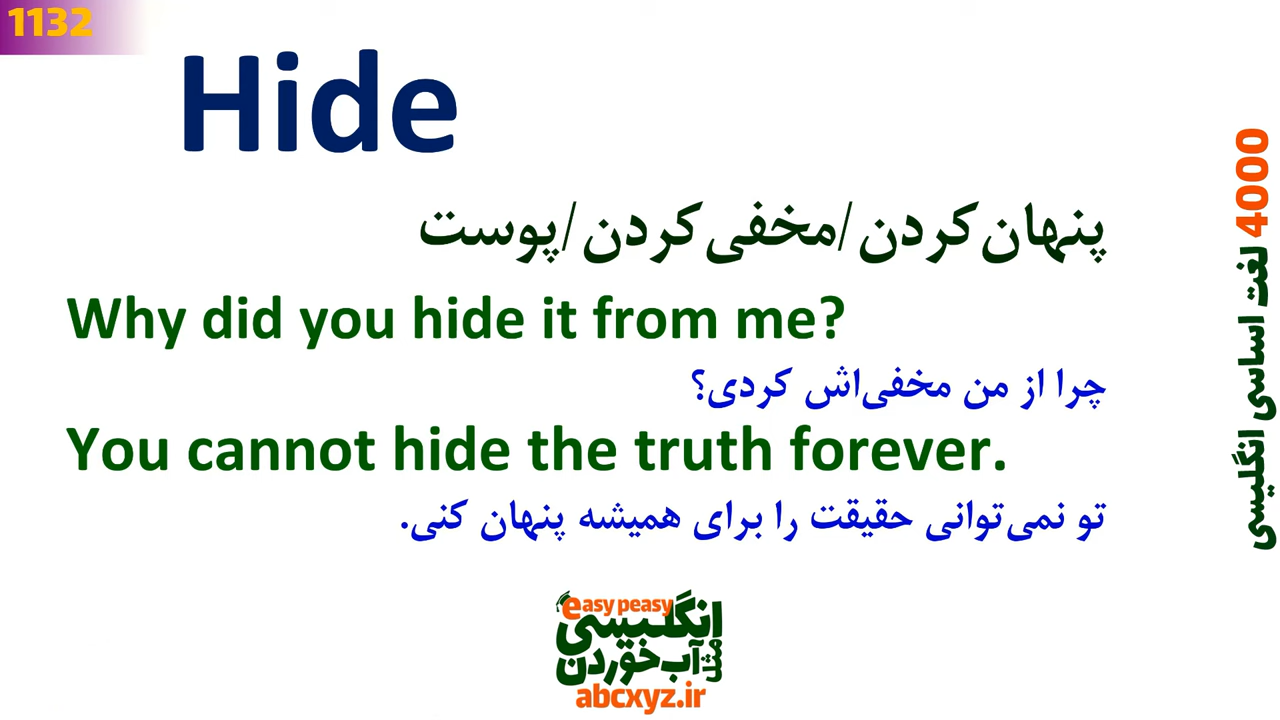 1132
Hide
پنهان کردن /مخفی کردن /پوست
Why did you hide it from me?
چرا از من مخفی‌اش کردی؟
You cannot hide the truth forever.
تو نمی‌توانی حقیقت را برای همیشه پنهان کنی.
4000 لغت اساسی انگلیسی
easy peasy
انگلیسی
مثل آب خوردن
abcxyz.ir